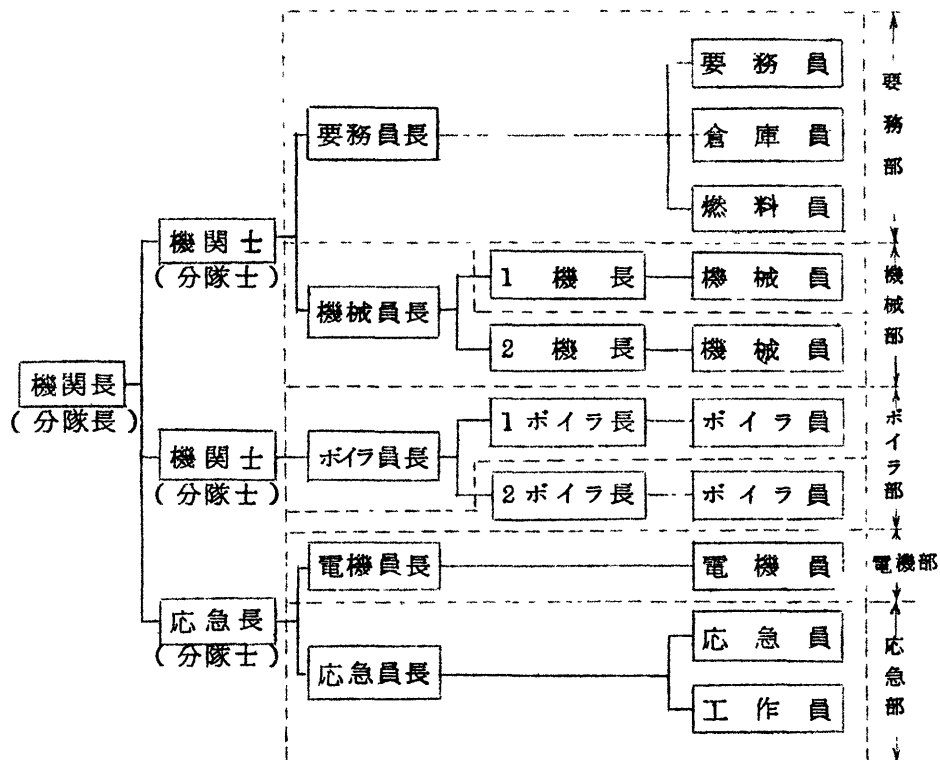 機関長
(分隊長)
機関士
(分隊士)
機関士
(分隊士)
応急長
(分隊士)
要務員長
機械員長
ボイラ員長
電機員長
応急員長
1機長
2機長
1ボイラ長
2ボイラ長
要務員
倉庫員
燃料員
機械員
機械員
ボイラ員
ボイラ員
電機員
応急員
工作員
要務部
機械部
ボイラ部
電機部
応急部